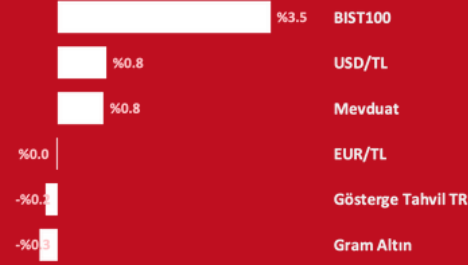 %3.5 BIST100
%0.8 USD/TL
%0.8 Mevduat
%0.0 EUR/TL
-%0.2 Gösterge Tahvil TR
-%0.3 Gram Altın